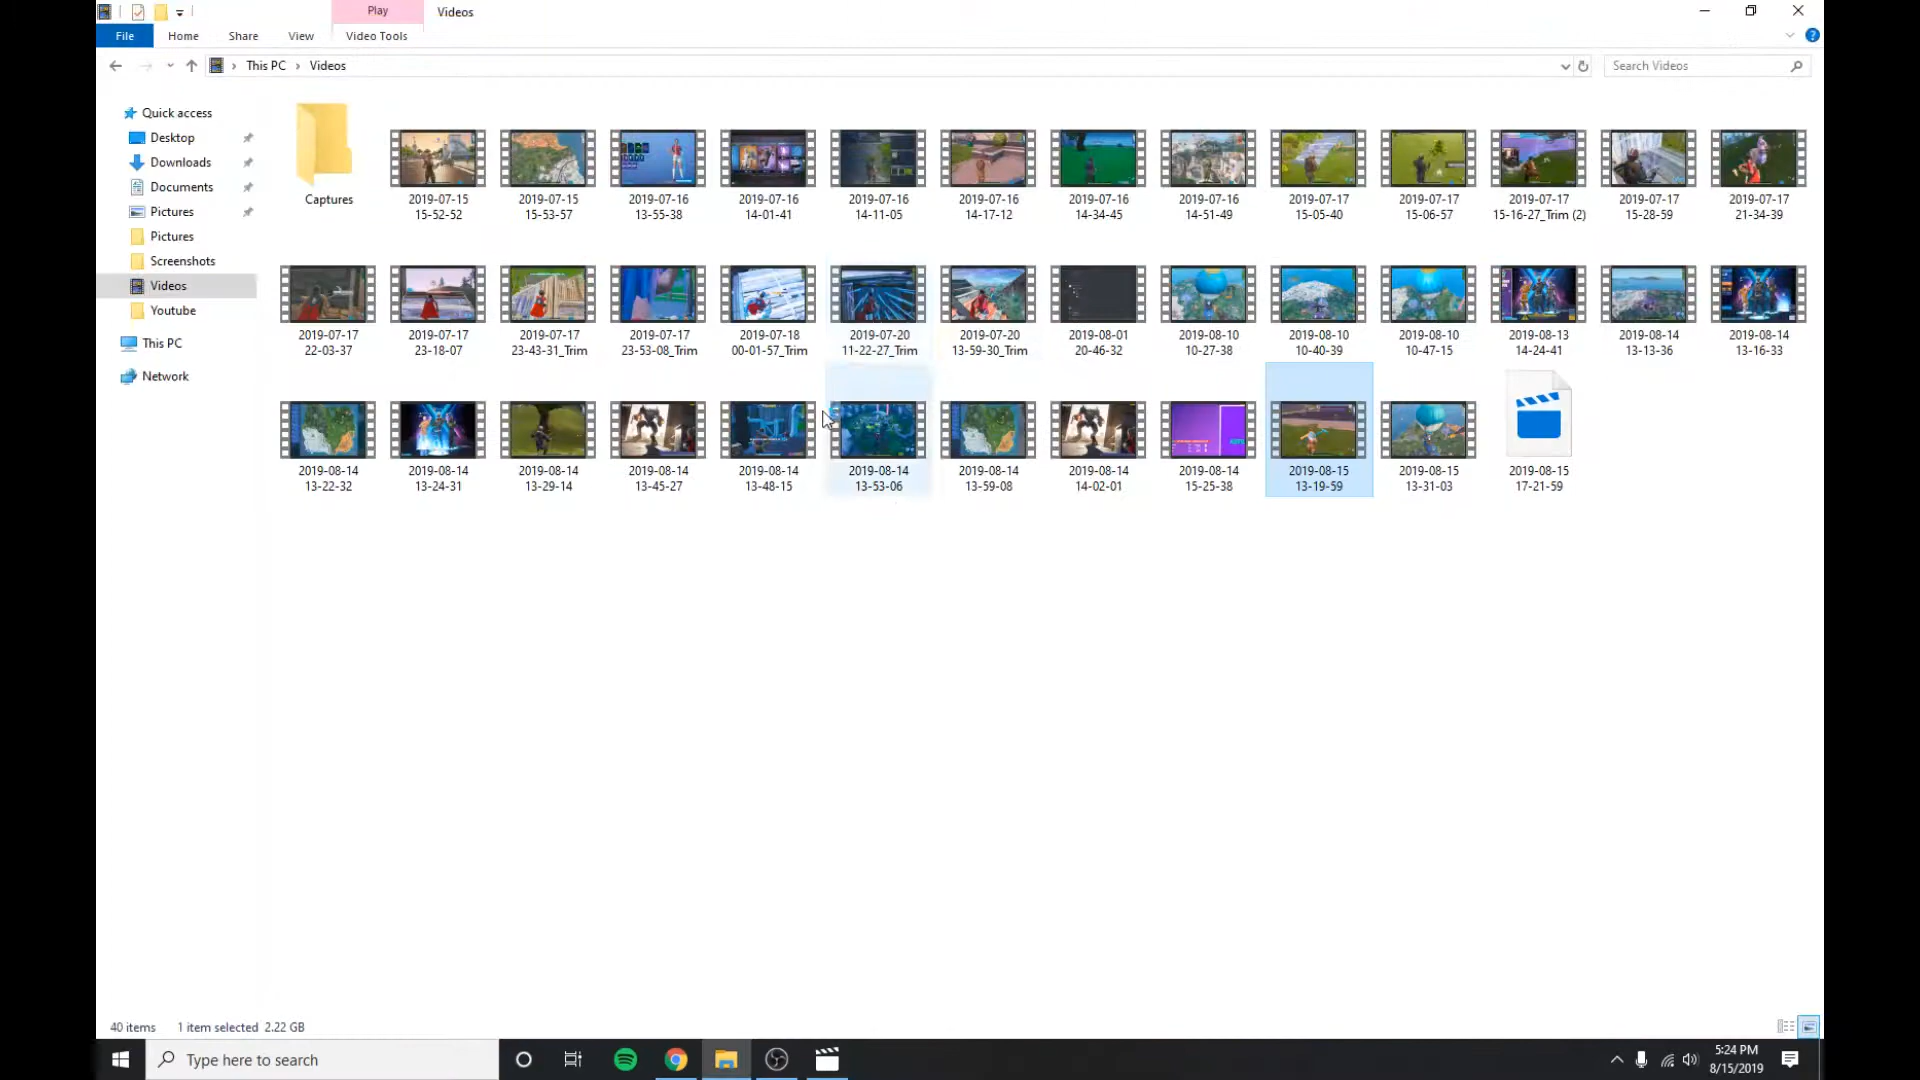 Play
Videos
File
Home
Share
View
Video Tools
This PC
Videos
Search Videos
Quick access
Desktop
Downloads
Documents
Pictures
Pictures
Screenshots
Videos
Youtube
This PC
Network
Captures
2019-07-15
15-52-52
2019-07-15
15-53-57
2019-07-16
13-55-38
2019-07-16
14-01-41
2019-07-16
14-11-05
2019-07-16
14-17-12
2019-07-16
14-34-45
2019-07-16
14-51-49
2019-07-17
15-05-40
2019-07-17
15-06-57
2019-07-17
15-16-27_Trim (2)
2019-07-17
15-28-59
2019-07-17
21-34-39
2019-07-17
22-03-37
2019-07-17
23-18-07
2019-07-17
23-43-31_Trim
2019-07-17
23-53-08_Trim
2019-07-18
00-01-57_Trim
2019-07-20
11-22-27_Trim
2019-07-20
13-59-30_Trim
2019-08-01
20-46-32
2019-08-10
10-27-38
2019-08-10
10-40-39
2019-08-10
10-47-15
2019-08-13
14-24-41
2019-08-14
13-13-36
2019-08-14
13-16-33
2019-08-14
13-22-32
2019-08-14
13-24-31
2019-08-14
13-29-14
2019-08-14
13-45-27
2019-08-14
13-48-15
2019-08-14
13-53-06
2019-08-14
13-59-08
2019-08-14
14-02-01
2019-08-14
15-25-38
2019-08-15
13-19-59
2019-08-15
13-31-03
2019-08-15
17-21-59
40 items
1 item selected 2.22 GB
Type here to search
5:24 PM
8/15/2019